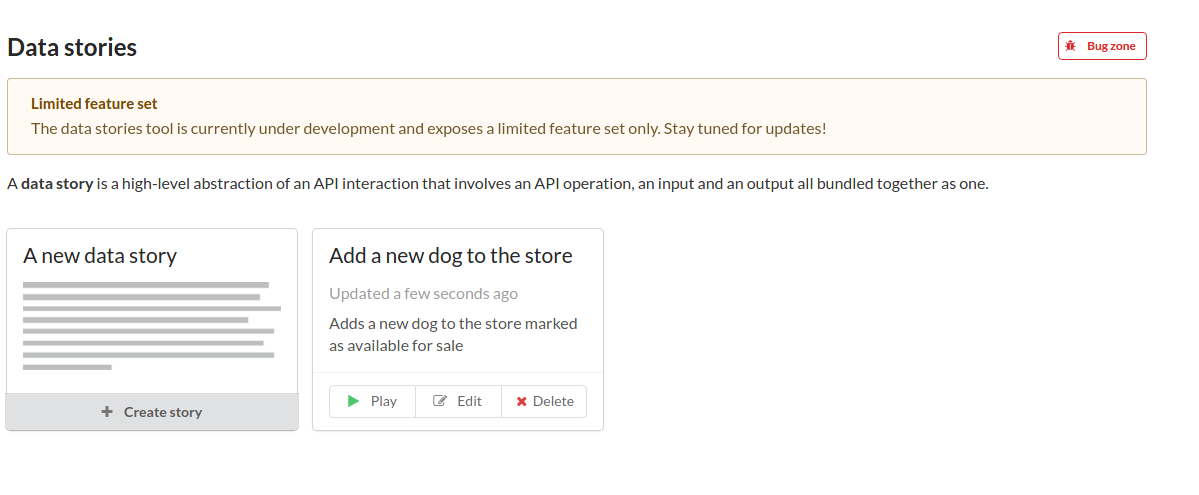 Data stories
Bug zone
Limited feature set
The data stories tool is currently under development and exposes a limited feature set only. Stay tuned for updates!
A data story is a high-level abstraction of an API interaction that involves an API operation, an input and an output all bundled together as one.
A new data story
Create story
Add a new dog to the store
Updated a few seconds ago
Adds a new dog to the store marked
as available for sale
Play Edit Delete